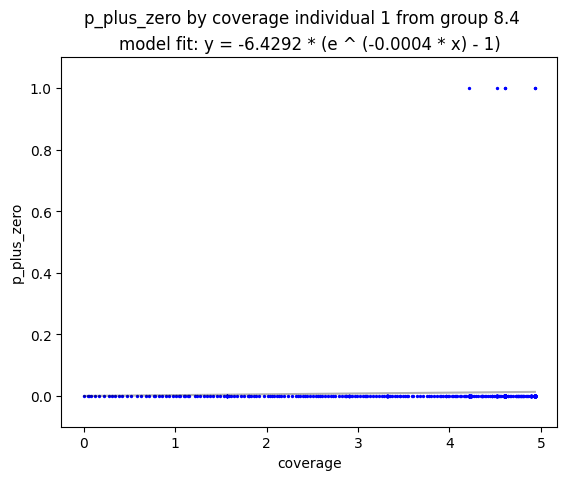 p_plus_zero by coverage individual 1 from group 8.4
model fit: y = -6.4292 * (e ^ (-0.0004 * x) - 1)
1.0
0.8
0.6
0.4
0.2
0.0
p_plus_zero
0 1 2 3 4 5
coverage